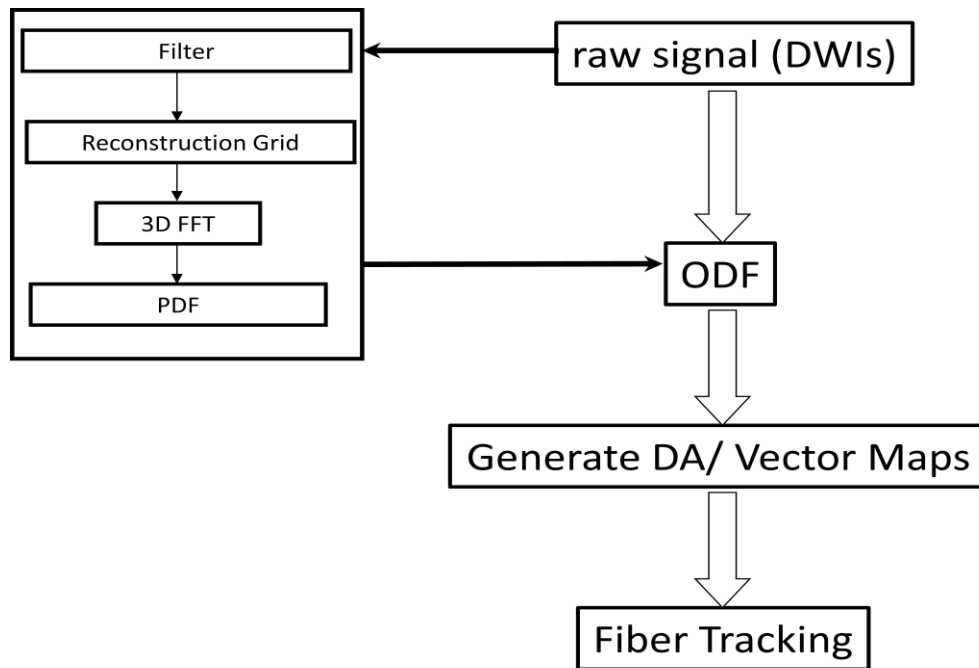 raw signal (DWIs)
Filter
Reconstruction Grid
3D FFT
PDF
ODF
Generate DA/ Vector Maps
Fiber Tracking